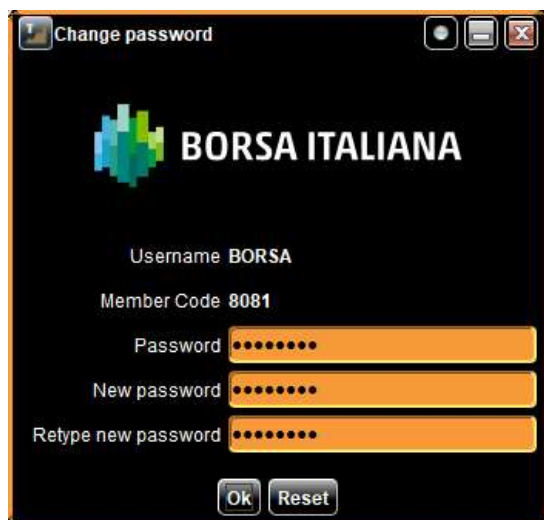 Change password
BORSA ITALIANA
Username BORSA
Member Code 8081
Password ••••••••
New password ••••••••
Retype new password ••••••••
Ok Reset